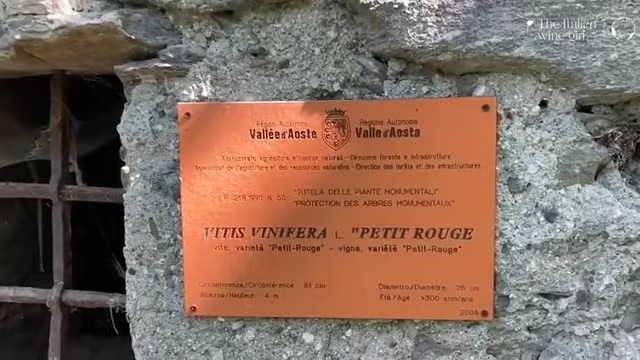 The Italian
wine girl.
Région Autonome
Vallée d'Aoste
Regione Autonoma
Valle d'Aosta
Assessorato agricoltura e risorse naturali - Direzione foreste e infrastrutture
Assessorat de l'agriculture et des ressources naturelles - Direction des forêts et des infrastructures
L.R. 21.8.1990, N. 50: "TUTELA DELLE PIANTE MONUMENTALI"
"PROTECTION DES ARBRES MONUMENTAUX"
VITIS VINIFERA L. "PETIT ROUGE
vite, varietà "Petit-Rouge" - vigne, variété "Petit-Rouge"
Circonferenza/Circonférence 81 cm
Diametro/Diamètre: 26 cm
Altezza/Hauteur: 4 m
Età/Age >300 anni/ans
2009